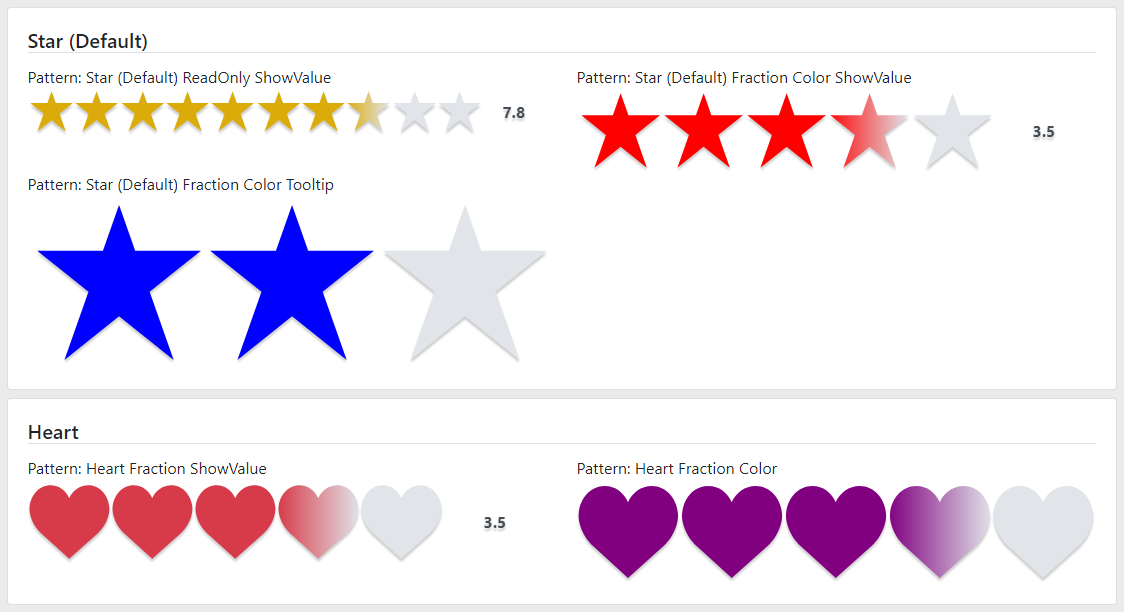 Star (Default)
Pattern: Star (Default) ReadOnly ShowValue
7.8
Pattern: Star (Default) Fraction Color ShowValue
3.5
Pattern: Star (Default) Fraction Color Tooltip
Heart
Pattern: Heart Fraction ShowValue
3.5
Pattern: Heart Fraction Color